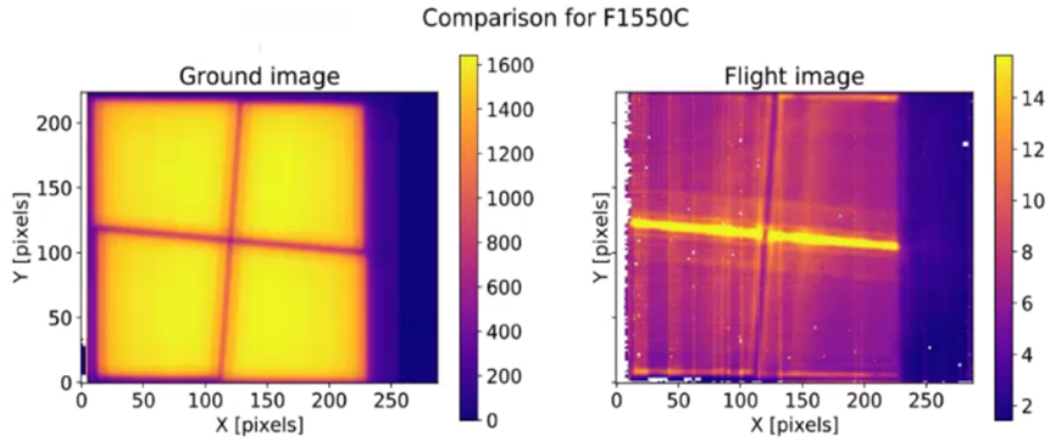 Comparison for F1550C
Ground image
Y [pixels]
200
150
100
50
0
0 50 100 150 200 250
X [pixels]
1600
1400
1200
1000
800
600
400
200
0
Flight image
Y [pixels]
0 50 100 150 200 250
X [pixels]
14
12
10
8
6
4
2